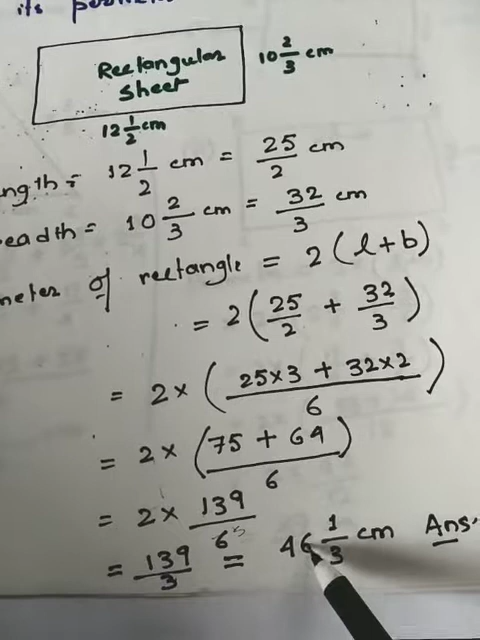 its
Rectangular 10 2/3 cm
Sheet
12 1/2 cm
ngth = 12 1/2 cm = 25/2 cm
eadth = 10 2/3 cm = 32/3 cm
meter of rectangle = 2 (l+b)
= 2 (25/2 + 32/3)
= 2 × (25×3 + 32×2 / 6)
= 2 × (75 + 64 / 6)
= 2 × 139/6
= 139/3 = 46 1/3 cm Ans.